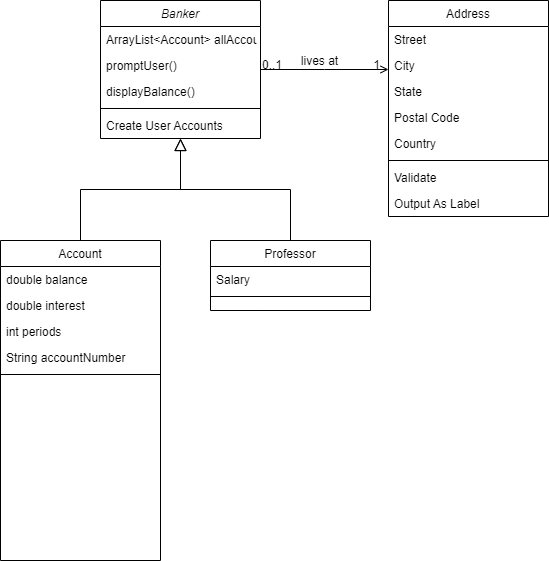 Banker
ArrayList<Account>
promptUser()
displayBalance()
Create User Accounts
0..1
lives at
1
Address
Street
City
State
Postal Code
Country
Validate
Output As Label
Account
double balance
double interest
int periods
String accountNumber
Professor
Salary